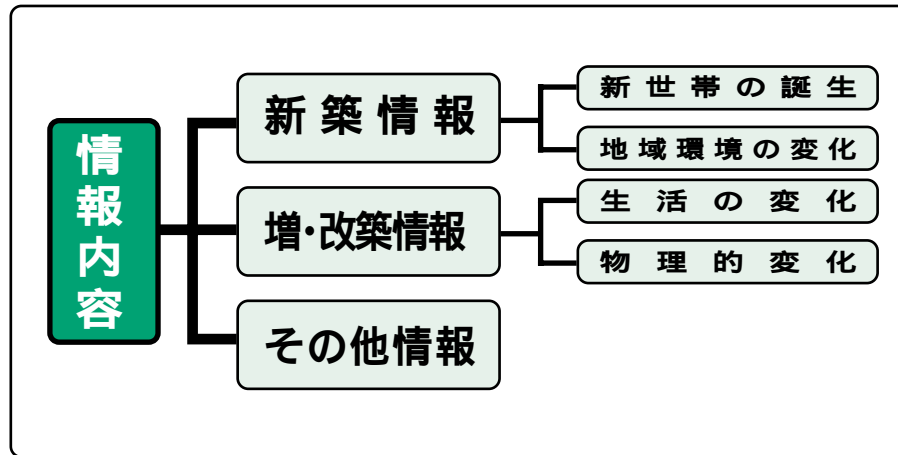 情報内容
新築情報
新世帯の誕生
地域環境の変化
増・改築情報
生活の変化
物理的変化
その他情報